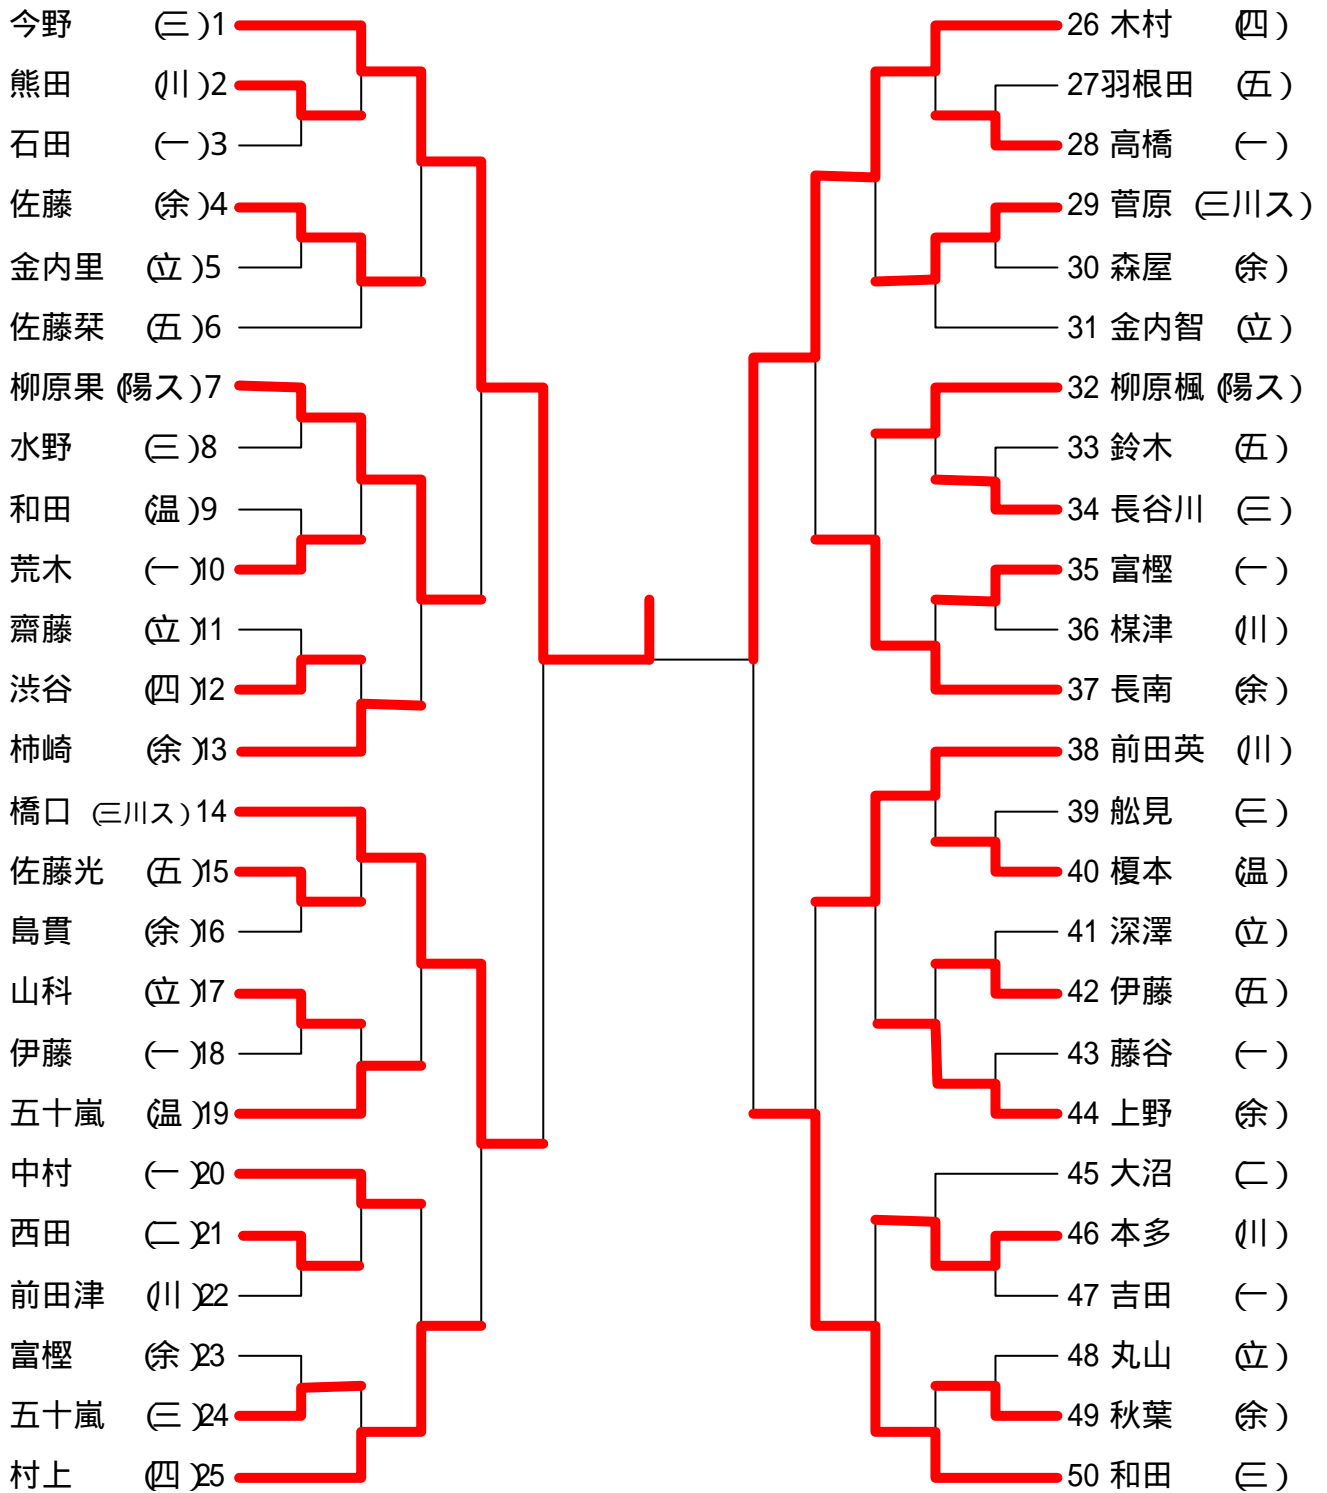 今野 (三)1
熊田 (川)2
石田 (一)3
佐藤 (余)4
金内里 (立)5
佐藤栞 (五)6
柳原果 (陽ス)7
水野 (三)8
和田 (温)9
荒木 (一)10
齋藤 (立)11
渋谷 (四)12
柿崎 (余)13
橋口 (三川ス)14
佐藤光 (五)15
島貫 (余)16
山科 (立)17
伊藤 (一)18
五十嵐 (温)19
中村 (一)20
西田 (二)21
前田津 (川)22
富樫 (余)23
五十嵐 (三)24
村上 (四)25
26 木村 (四)
27羽根田 (五)
28 高橋 (一)
29 菅原 (三川ス)
30 森屋 (余)
31 金内智 (立)
32 柳原楓 (陽ス)
33 鈴木 (五)
34 長谷川 (三)
35 富樫 (一)
36 楳津 (川)
37 長南 (余)
38 前田英 (川)
39 舩見 (三)
40 榎本 (温)
41 深澤 (立)
42 伊藤 (五)
43 藤谷 (一)
44 上野 (余)
45 大沼 (二)
46 本多 (川)
47 吉田 (一)
48 丸山 (立)
49 秋葉 (余)
50 和田 (三)